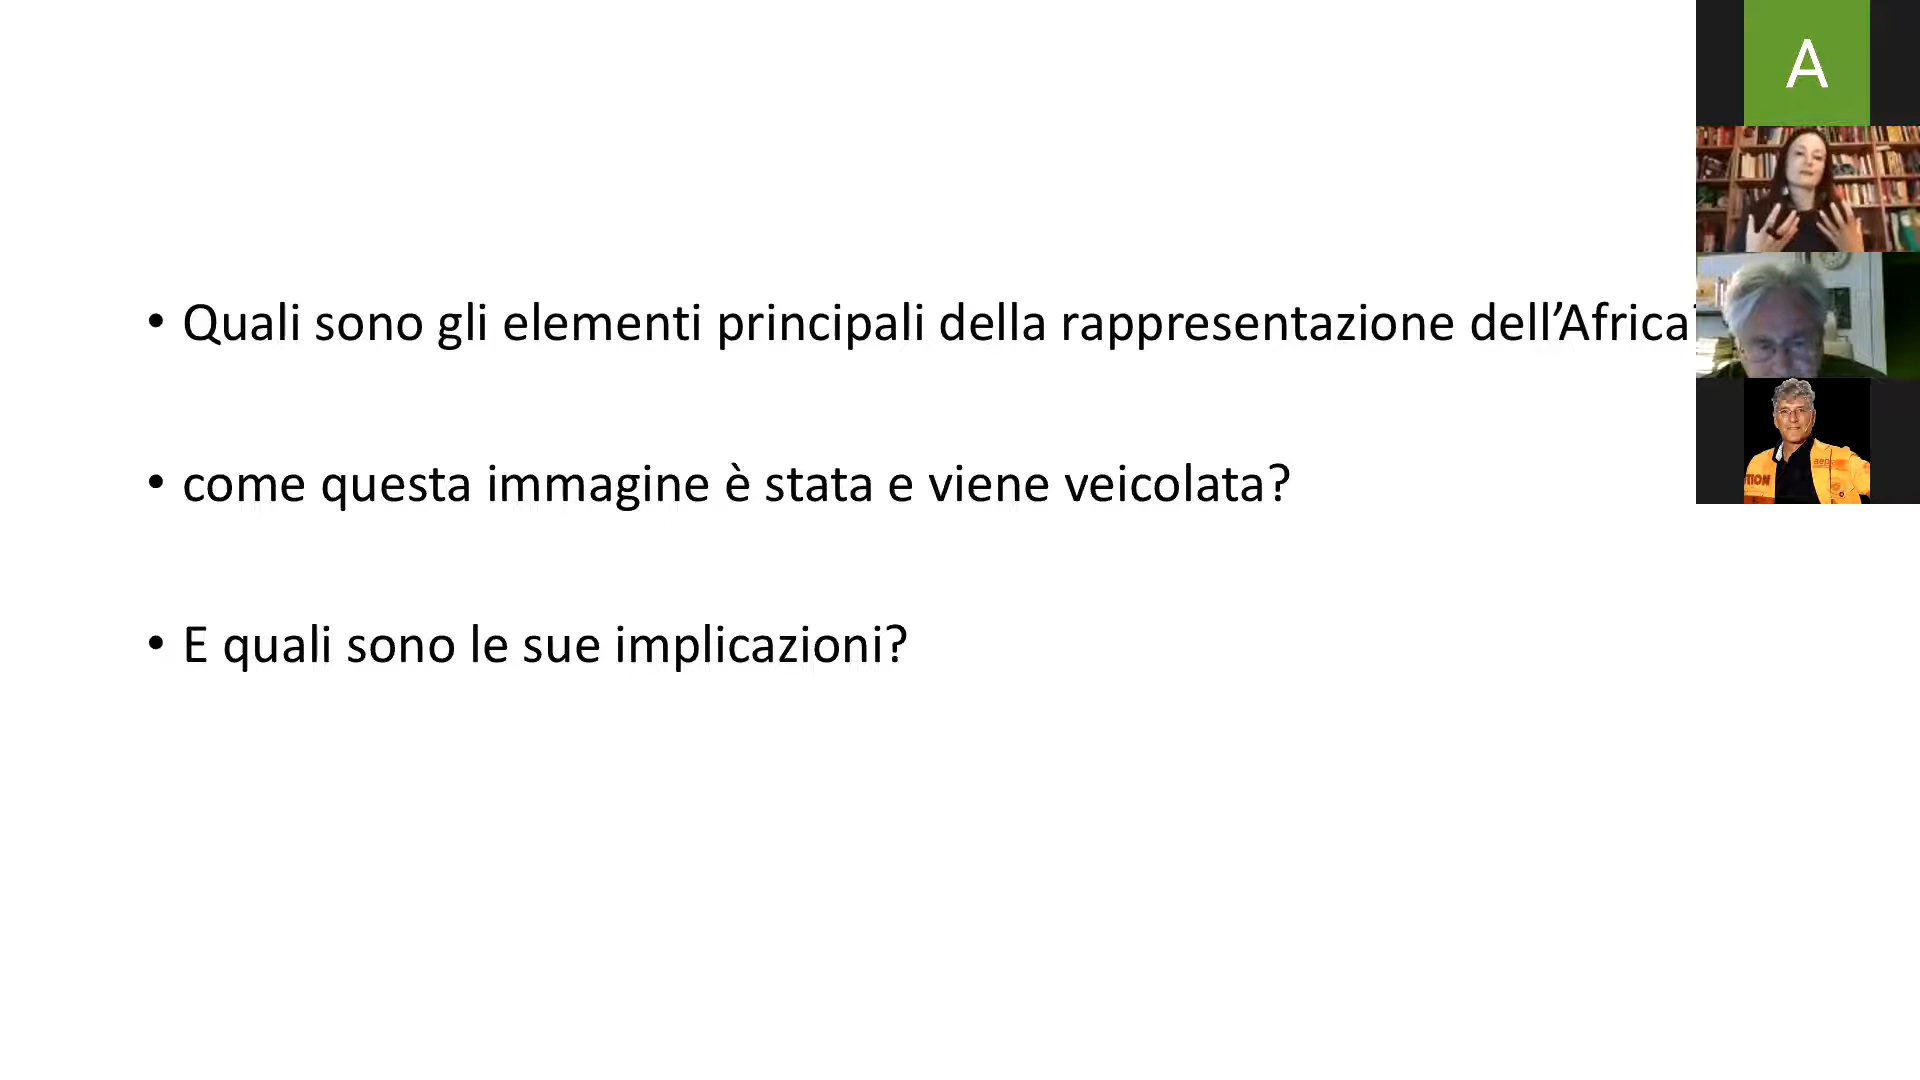 A
• Quali sono gli elementi principali della rappresentazione dell’Africa?
• come questa immagine è stata e viene veicolata?
• E quali sono le sue implicazioni?
TION